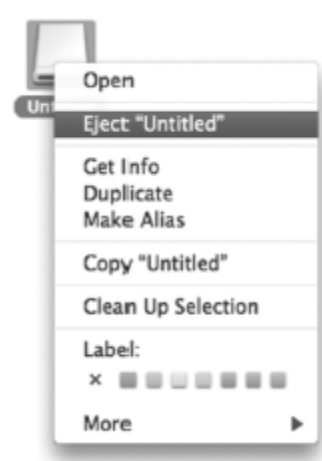 Open
Eject “Untitled”
Get Info
Duplicate
Make Alias
Copy “Untitled”
Clean Up Selection
Label:
×
More